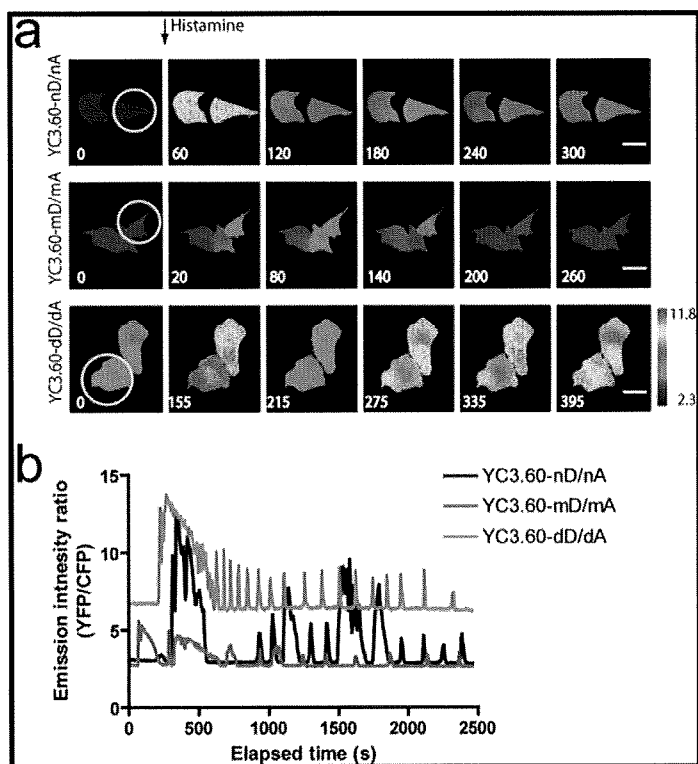 a
Histamine
YC3.60-nD/nA
0 60 120 180 240 300
YC3.60-mD/mA
0 20 80 140 200 260
YC3.60-dD/dA
0 155 215 275 335 395
11.8
2.3
b
Emission intnesity ratio
(YFP/CFP)
15
10
5
0
0 500 1000 1500 2000 2500
Elapsed time (s)
YC3.60-nD/nA
YC3.60-mD/mA
YC3.60-dD/dA